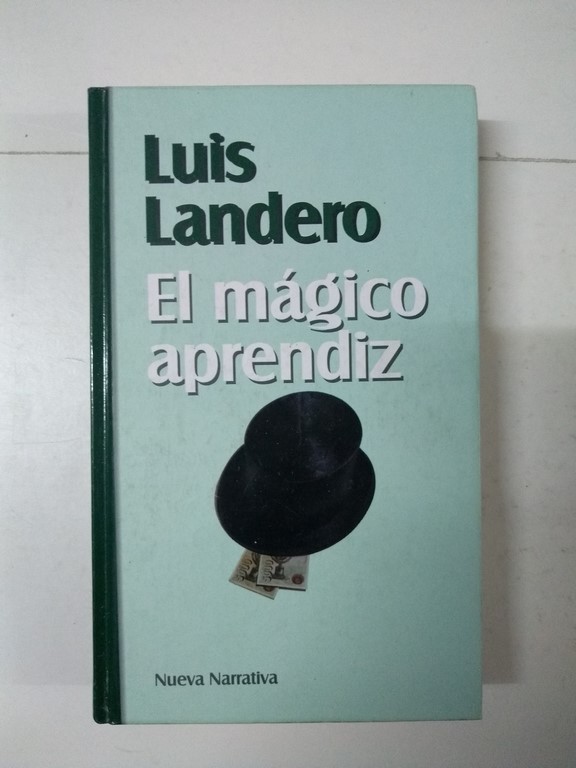 Luis
Landero
El mágico
aprendiz
Nueva Narrativa